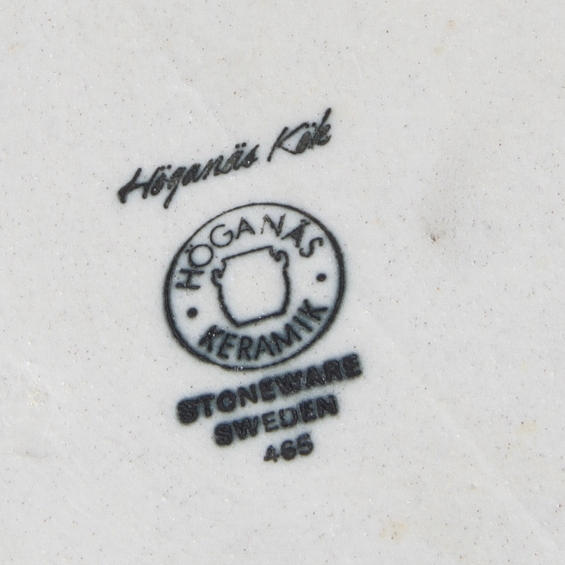 Höganäs Kök
HÖGANÄS
KERAMIK
STONEWARE
SWEDEN
465